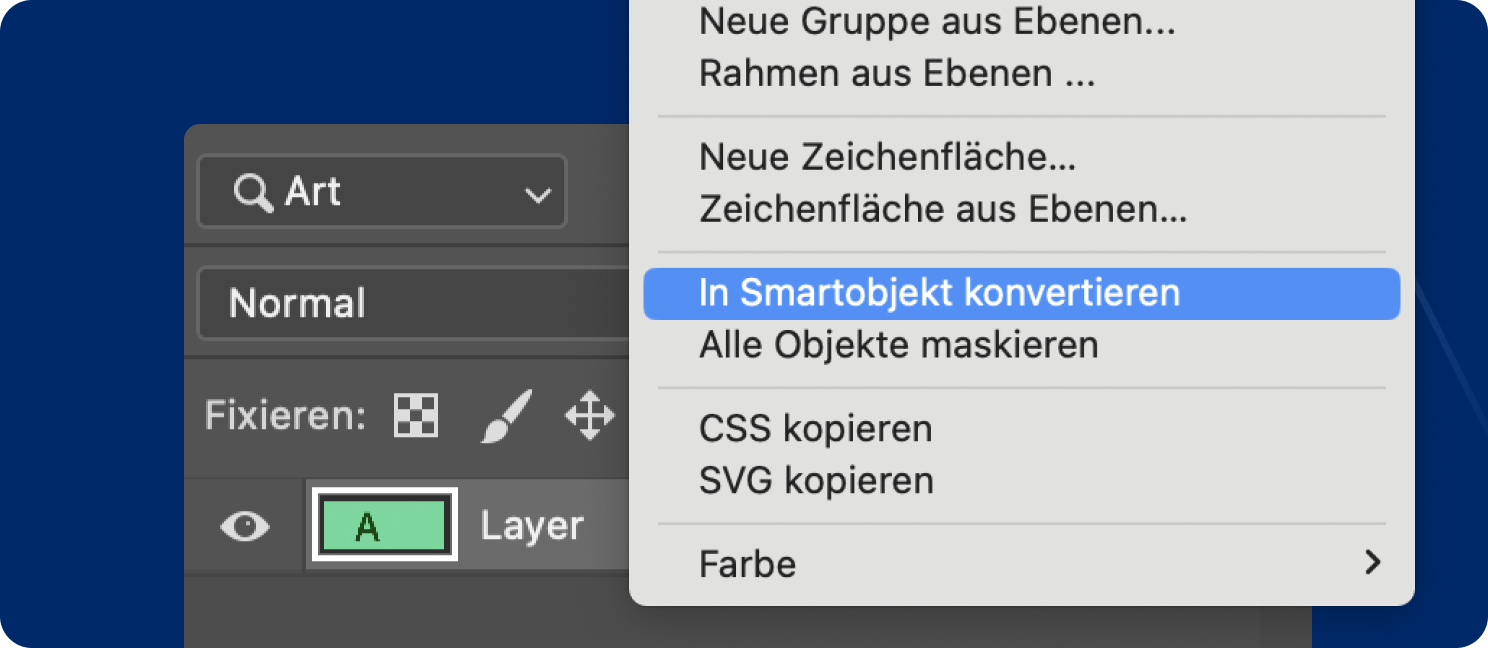 Neue Gruppe aus Ebenen...
Rahmen aus Ebenen ...
Neue Zeichenfläche...
Zeichenfläche aus Ebenen...
In Smartobjekt konvertieren
Alle Objekte maskieren
CSS kopieren
SVG kopieren
Farbe
Art
Normal
Fixieren:
A
Layer